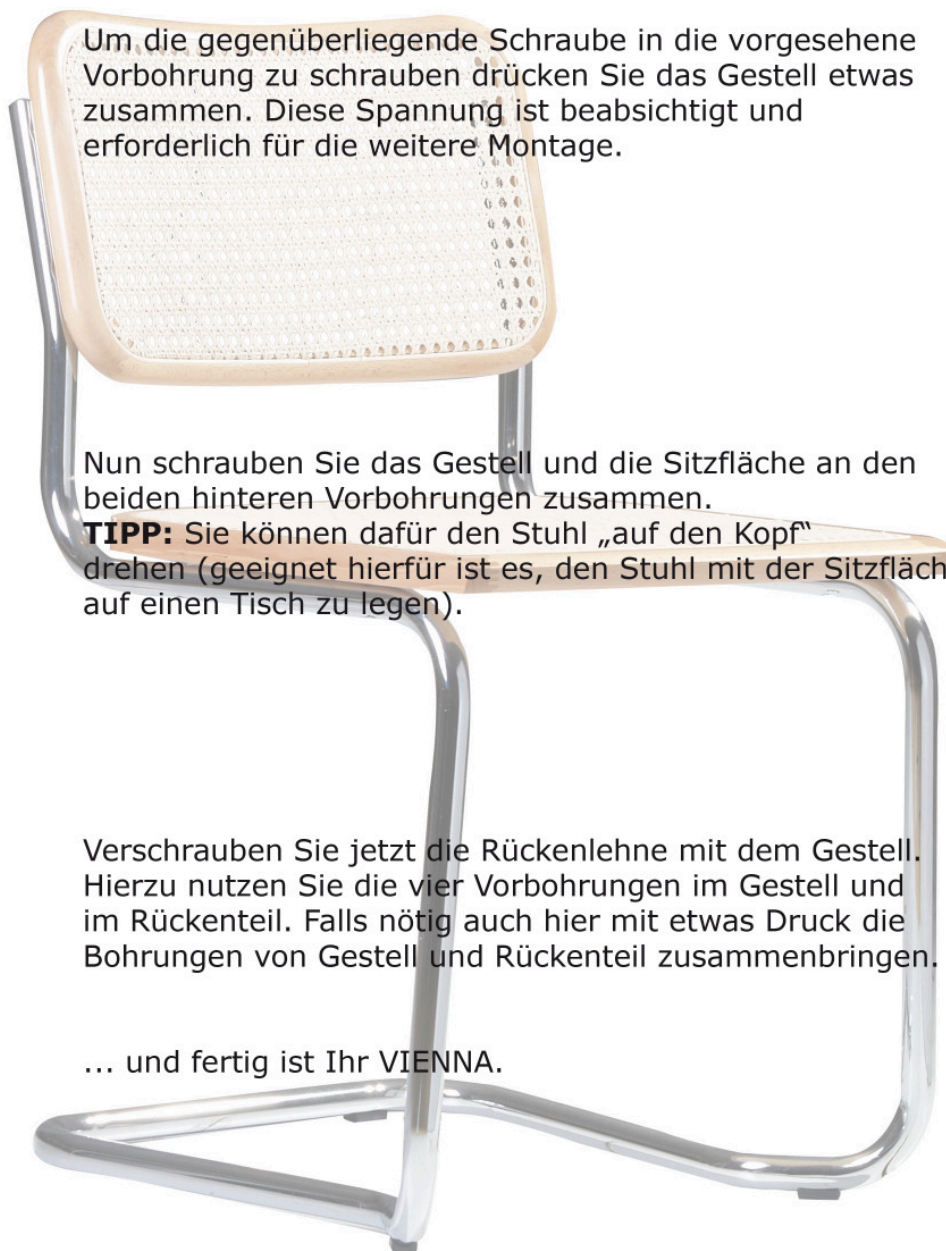 Um die gegenüberliegende Schraube in die vorgesehene
Vorbohrung zu schrauben drücken Sie das Gestell etwas
zusammen. Diese Spannung ist beabsichtigt und
erforderlich für die weitere Montage.
Nun schrauben Sie das Gestell und die Sitzfläche an den
beiden hinteren Vorbohrungen zusammen.
TIPP: Sie können dafür den Stuhl „auf den Kopf“
drehen (geeignet hierfür ist es, den Stuhl mit der Sitzfläch
auf einen Tisch zu legen).
Verschrauben Sie jetzt die Rückenlehne mit dem Gestell.
Hierzu nutzen Sie die vier Vorbohrungen im Gestell und
im Rückenteil. Falls nötig auch hier mit etwas Druck die
Bohrungen von Gestell und Rückenteil zusammenbringen.
... und fertig ist Ihr VIENNA.